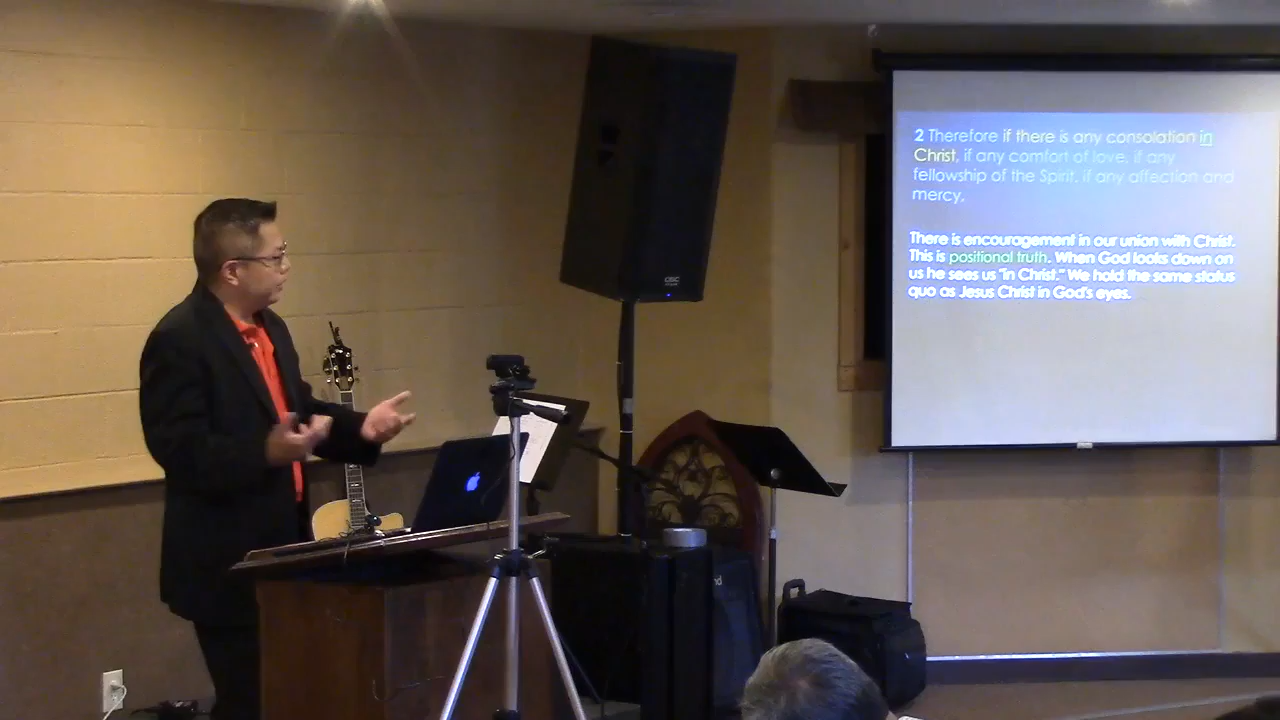 2 Therefore if there is any consolation in
Christ, if any comfort of love, if any
fellowship of the Spirit, if any affection and
mercy,
There is encouragement in our union with Christ.
This is positional truth. When God looks down on
us he sees us "in Christ." We hold the same status
quo as Jesus Christ in God's eyes.
QSC